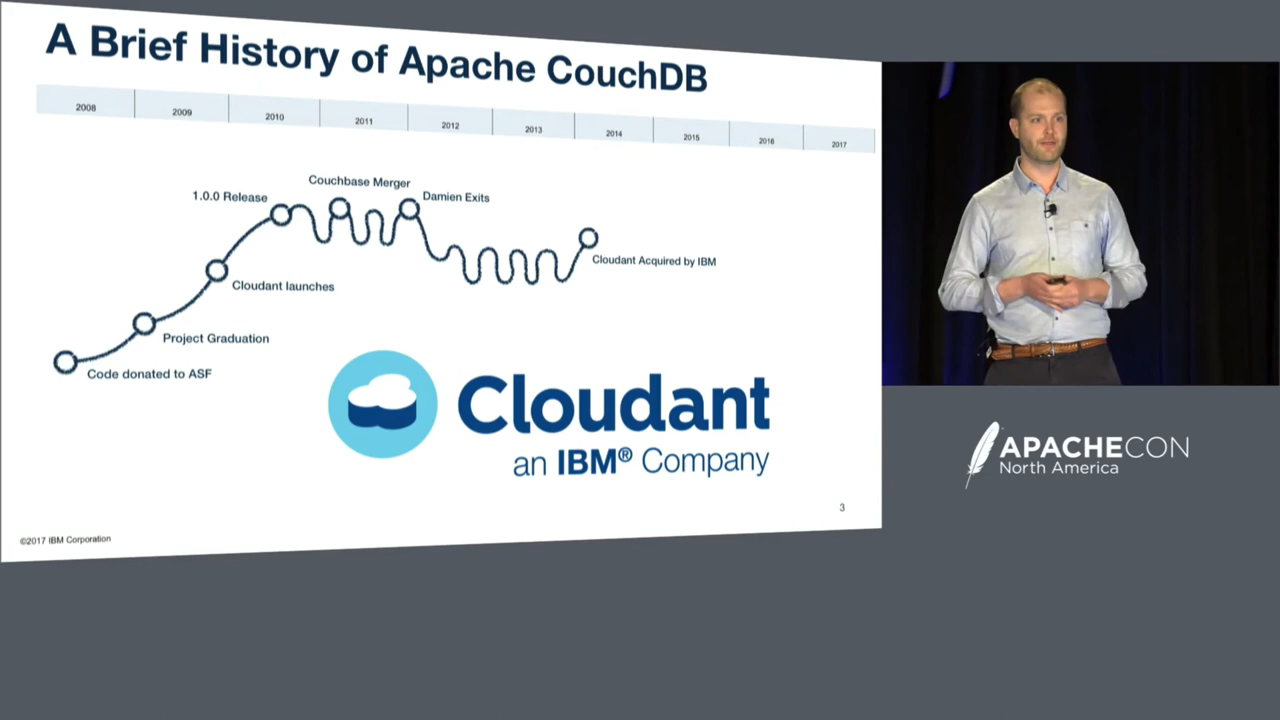 A Brief History of Apache CouchDB
2008 2009 2010 2011 2012 2013 2014 2015 2016 2017
Couchbase Merger
1.0.0 Release
Damien Exits
Cloudant Acquired by IBM
Cloudant launches
Project Graduation
Code donated to ASF
Cloudant
an IBM® Company
3
©2017 IBM Corporation
APACHECON
North America